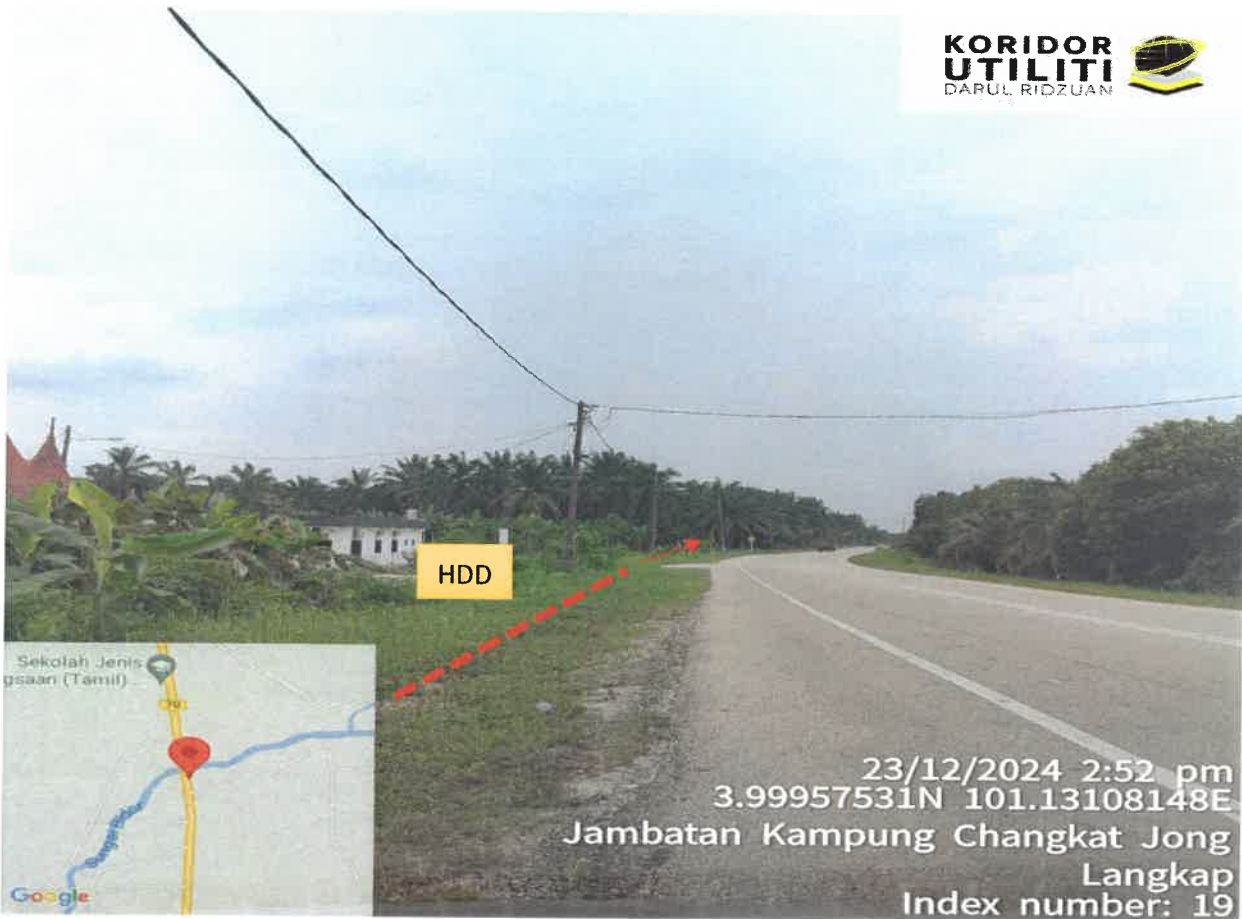 KORIDOR
UTILITI
DARUL RIDZUAN
HDD
Sekolah Jenis
gsaan (Tamil)...
70
Google
23/12/2024 2:52 pm
3.99957531N 101.13108148E
Jambatan Kampung Changkat Jong
Langkap
Index number: 19